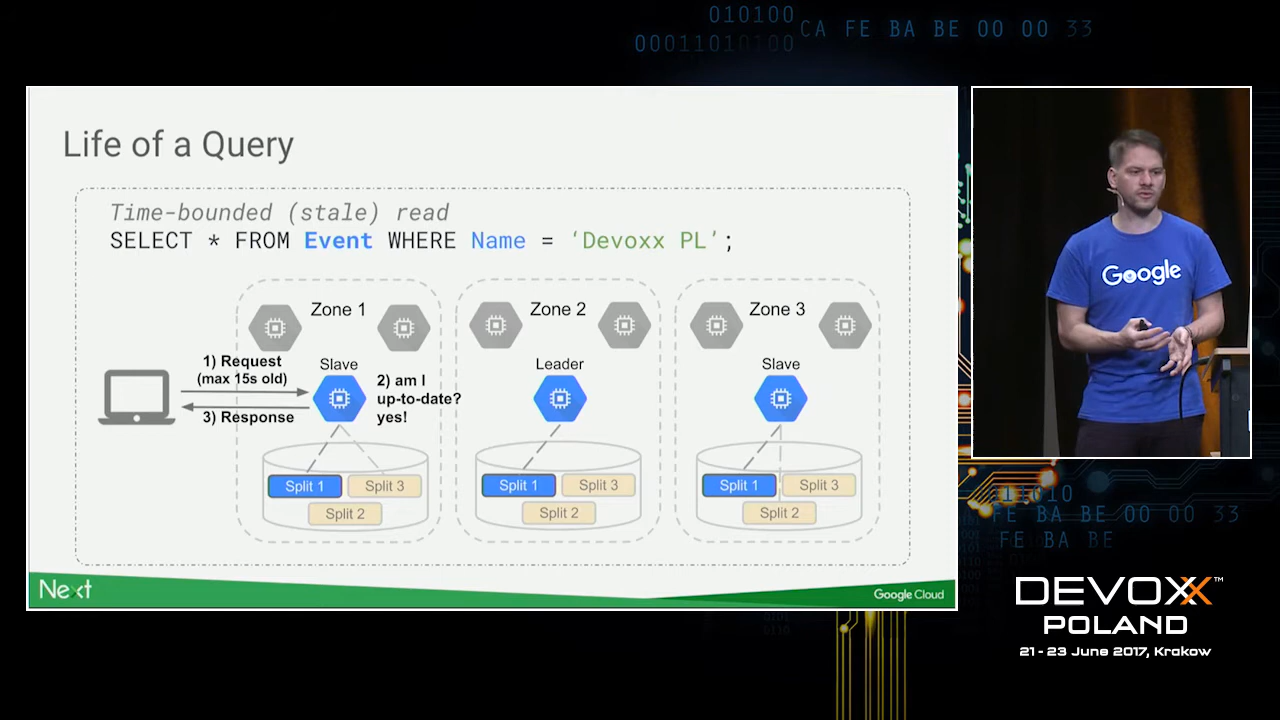 010100
00011010100
CA FE BA BE 00 00 33
Life of a Query
Time-bounded (stale) read
SELECT * FROM Event WHERE Name = ‘Devoxx PL’;
Zone 1
Zone 2
Zone 3
1) Request
(max 15s old)
3) Response
Slave
2) am I
up-to-date?
yes!
Leader
Slave
Split 1
Split 3
Split 2
Split 1
Split 3
Split 2
Split 1
Split 3
Split 2
Next
Google Cloud
Google
FE BA BE 00 00 33
FE BA BE
DEVOXX™
POLAND
21 - 23 June 2017, Krakow